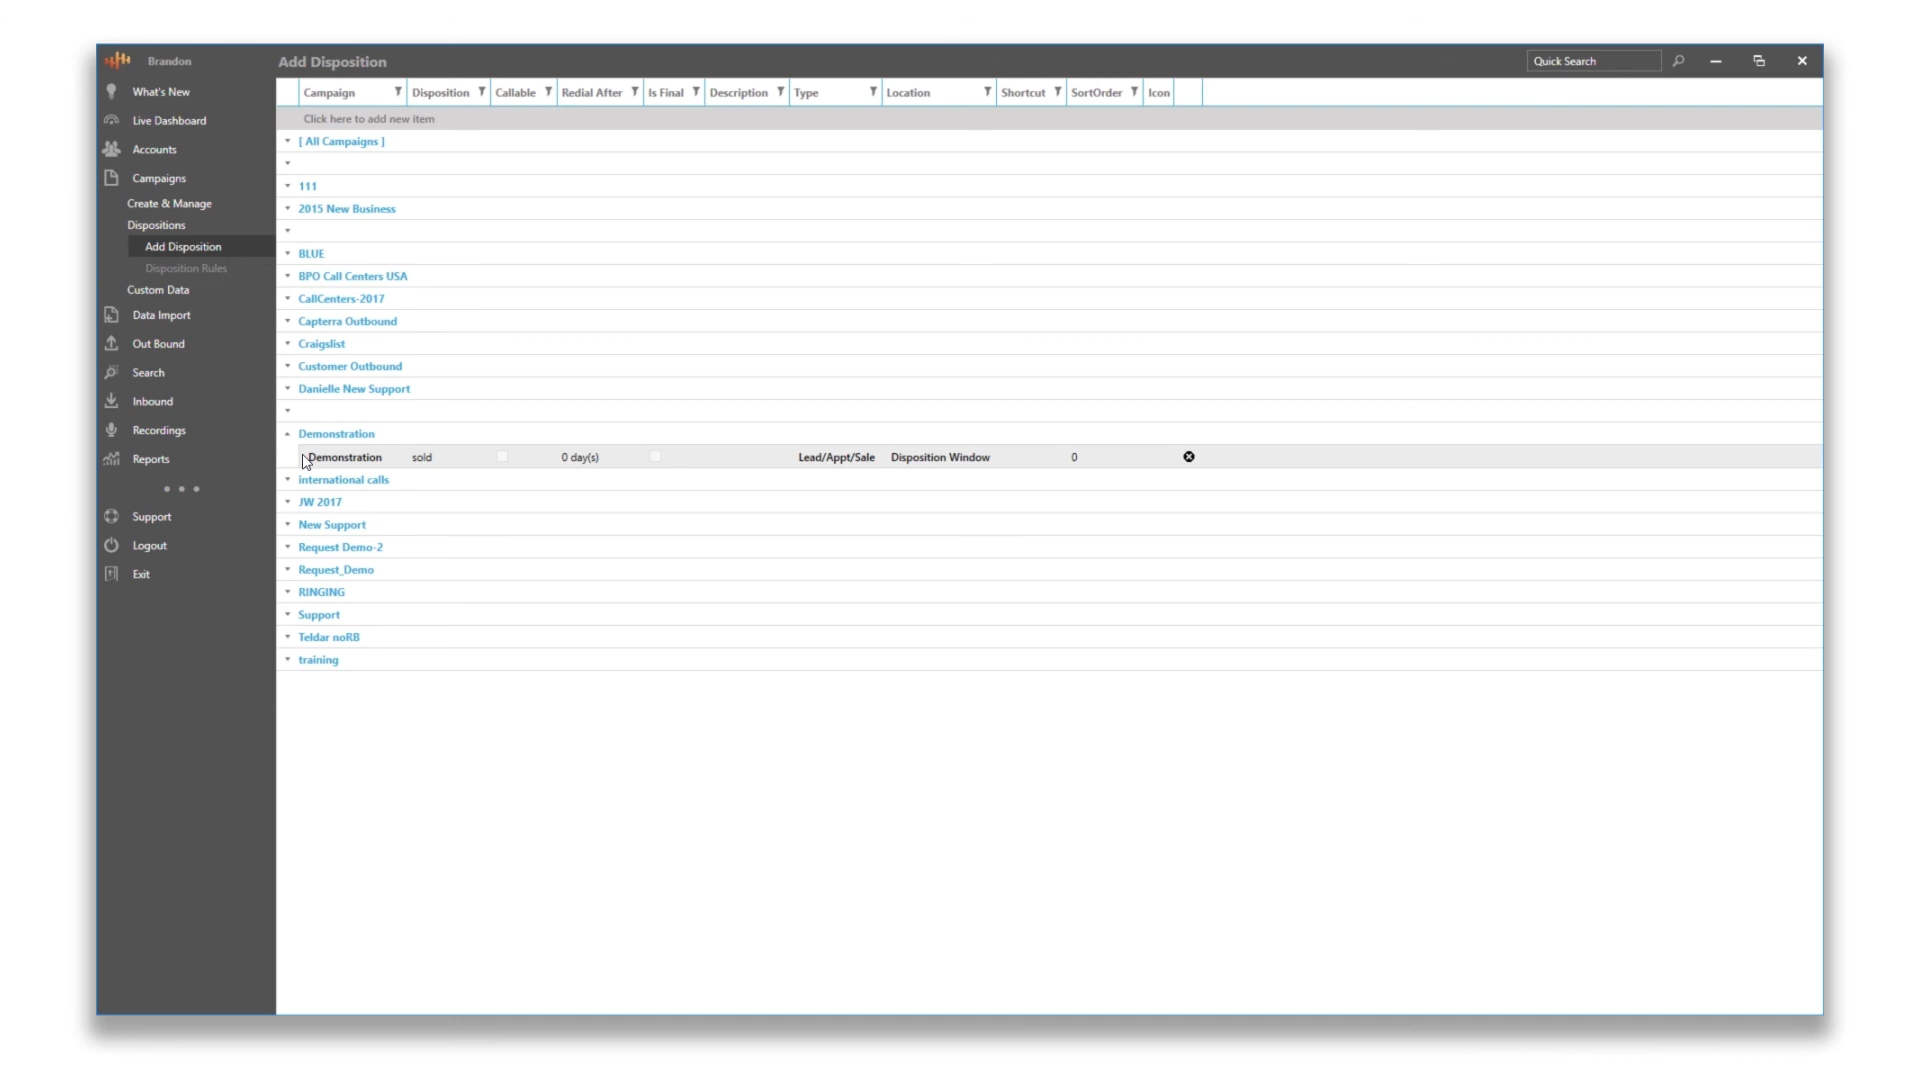 Brandon
Add Disposition
Quick Search
What's New
Live Dashboard
Accounts
Campaigns
Create & Manage
Dispositions
Add Disposition
Disposition Rules
Custom Data
Data Import
Out Bound
Search
Inbound
Recordings
Reports
Support
Logout
Exit
Campaign Disposition Callable Redial After Is Final Description Type Location Shortcut SortOrder Icon
Click here to add new item
[ All Campaigns ]
111
2015 New Business
BLUE
BPO Call Centers USA
CallCenters-2017
Capterra Outbound
Craigslist
Customer Outbound
Danielle New Support
Demonstration
Demonstration sold 0 day(s) Lead/Appt/Sale Disposition Window 0
international calls
JW 2017
New Support
Request Demo-2
Request_Demo
RINGING
Support
Teldar noRB
training